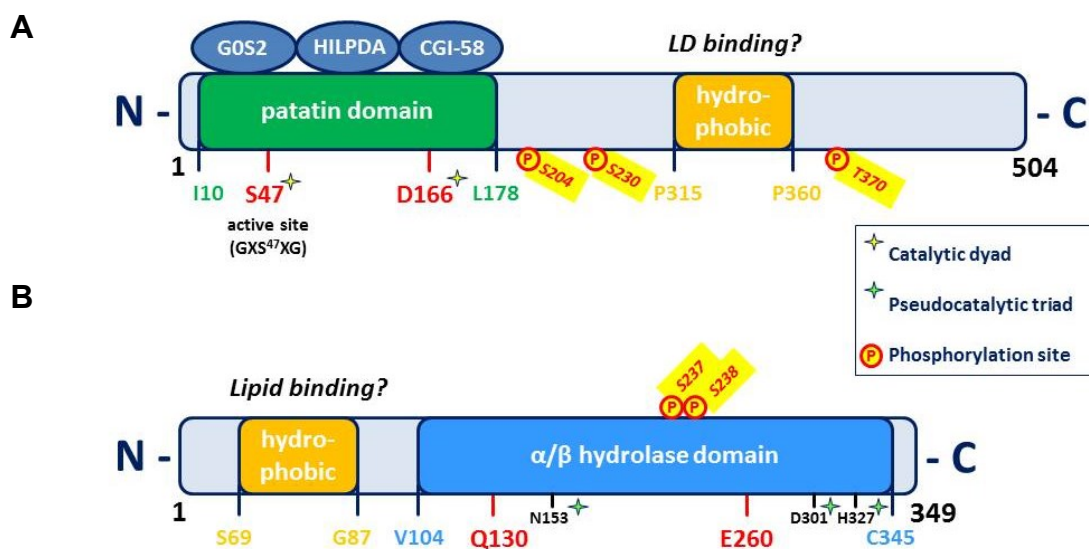 A
G0S2 HILPDA CGI-58
LD binding?
N - patatin domain hydro-
phobic - C
1 504
I10 S47 D166 L178 P S204 P S230 P315 P360 P T370
active site
(GXS⁴⁷XG)
Catalytic dyad
Pseudocatalytic triad
P Phosphorylation site
B
Lipid binding?
S237 S238
P P
N - hydro-
phobic α/β hydrolase domain - C
1 349
S69 G87 V104 Q130 N153 E260 D301 H327 C345